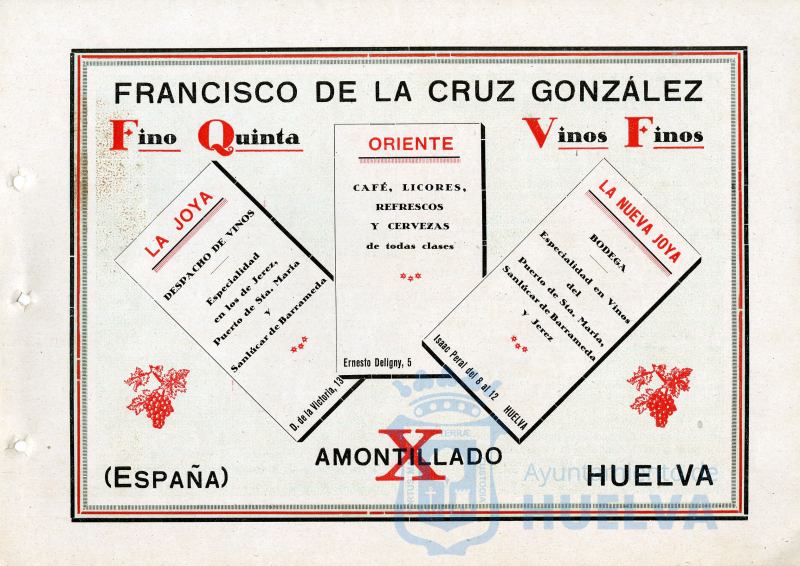 FRANCISCO DE LA CRUZ GONZÁLEZ
Fino Quinta
Vinos Finos
LA JOYA
DESPACHO DE VINOS
Especialidad
en los de Jerez,
Puerto de Sta. María
y
Sanlúcar de Barrameda
D. de la Victoria, 13
ORIENTE
CAFÉ, LICORES,
REFRESCOS
Y CERVEZAS
de todas clases
Ernesto Deligny, 5
LA NUEVA JOYA
BODEGA
Especialidad en Vinos
del
Puerto de Sta. María,
Sanlúcar de Barrameda
y Jerez
Isaac Peral del 8 al 12 HUELVA
AMONTILLADO
X
(ESPAÑA)
HUELVA
Ayuntamiento de
HUELVA